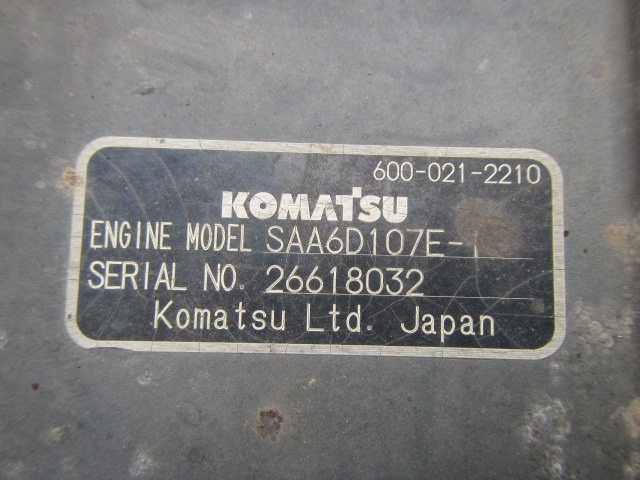 600-021-2210
KOMATSU
ENGINE MODEL SAA6D107E-1
SERIAL NO. 26618032
Komatsu Ltd. Japan